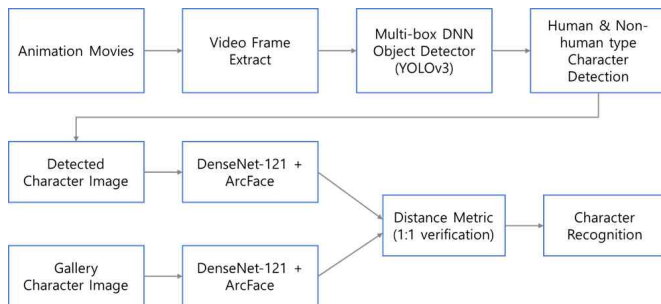 Animation Movies
Video Frame
Extract
Multi-box DNN
Object Detector
(YOLOv3)
Human & Non-
human type
Character
Detection
Detected
Character Image
DenseNet-121 +
ArcFace
Distance Metric
(1:1 verification)
Character
Recognition
Gallery
Character Image
DenseNet-121 +
ArcFace